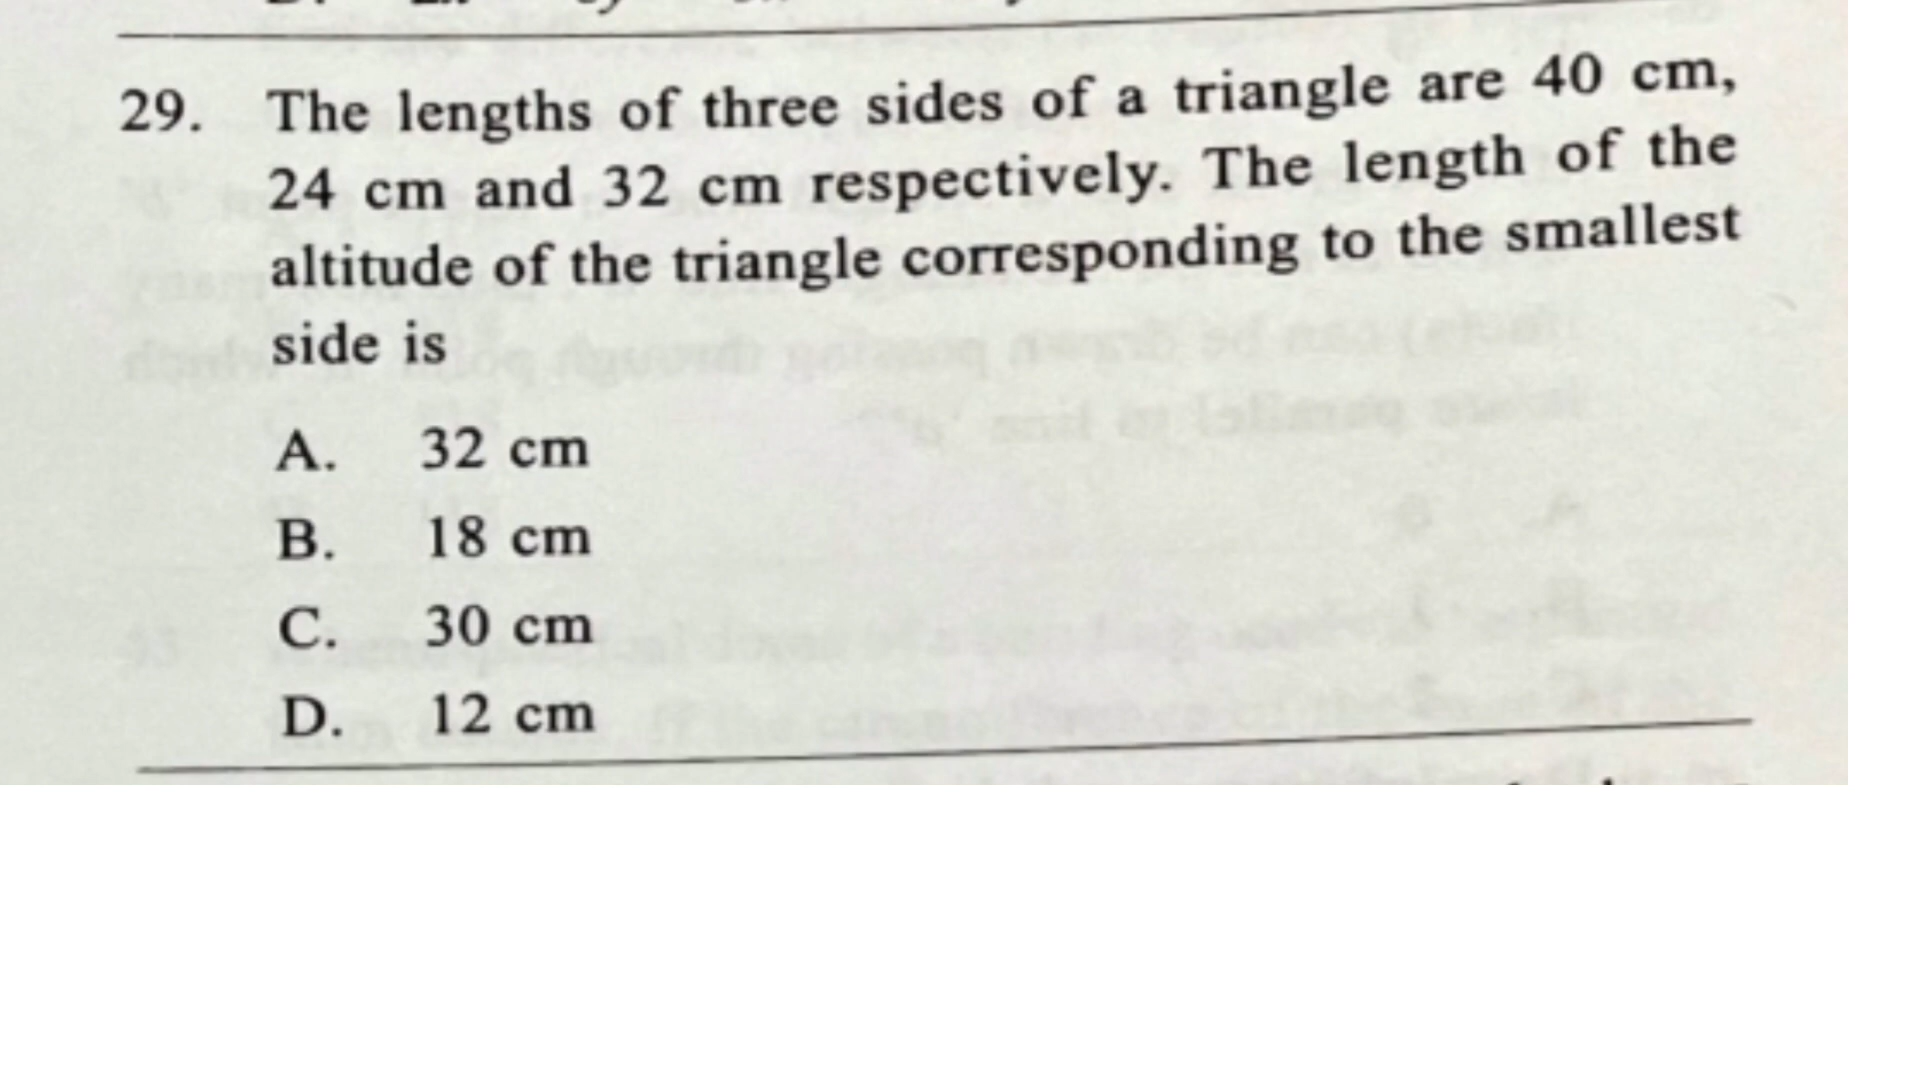 29. The lengths of three sides of a triangle are 40 cm,
24 cm and 32 cm respectively. The length of the
altitude of the triangle corresponding to the smallest
side is
A. 32 cm
B. 18 cm
C. 30 cm
D. 12 cm